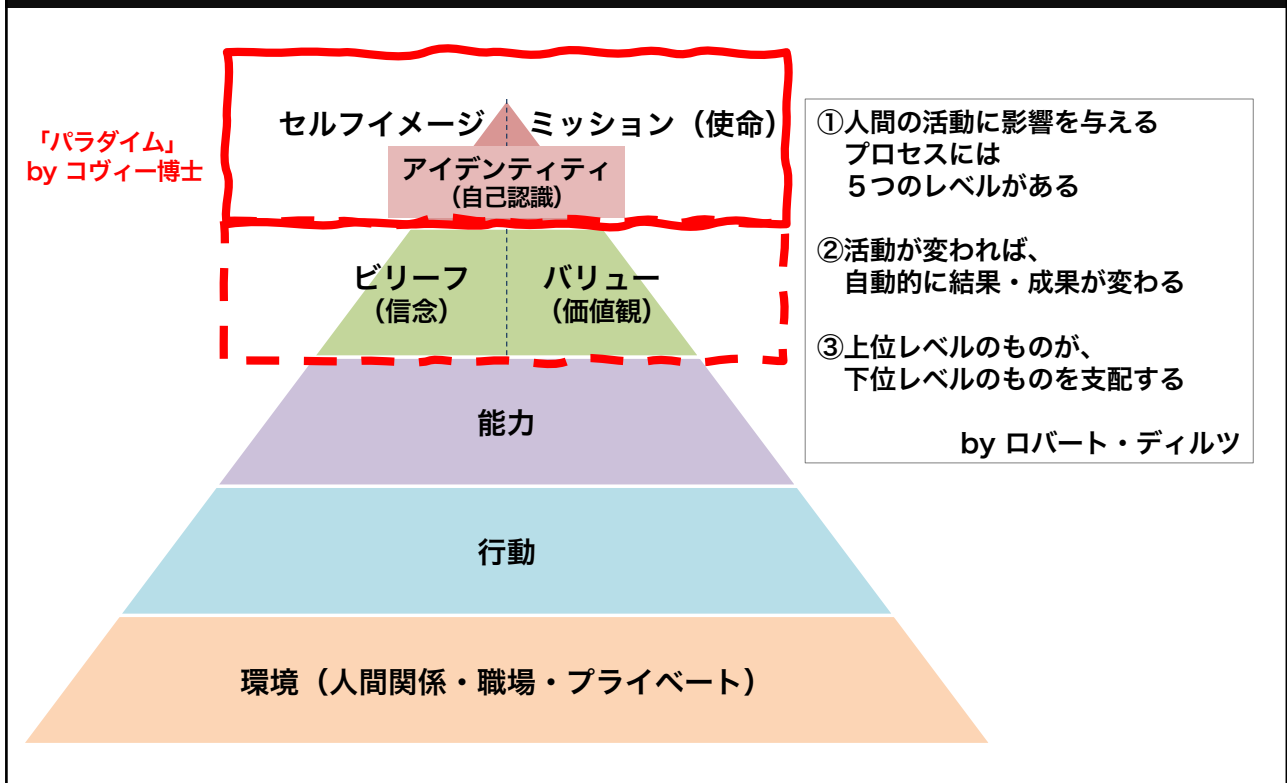 「パラダイム」
by コヴィー博士
セルフイメージ ミッション（使命）
アイデンティティ
（自己認識）
ビリーフ
（信念）
バリュー
（価値観）
能力
行動
環境（人間関係・職場・プライベート）
①人間の活動に影響を与える
プロセスには
５つのレベルがある
②活動が変われば、
自動的に結果・成果が変わる
③上位レベルのものが、
下位レベルのものを支配する
by ロバート・ディルツ